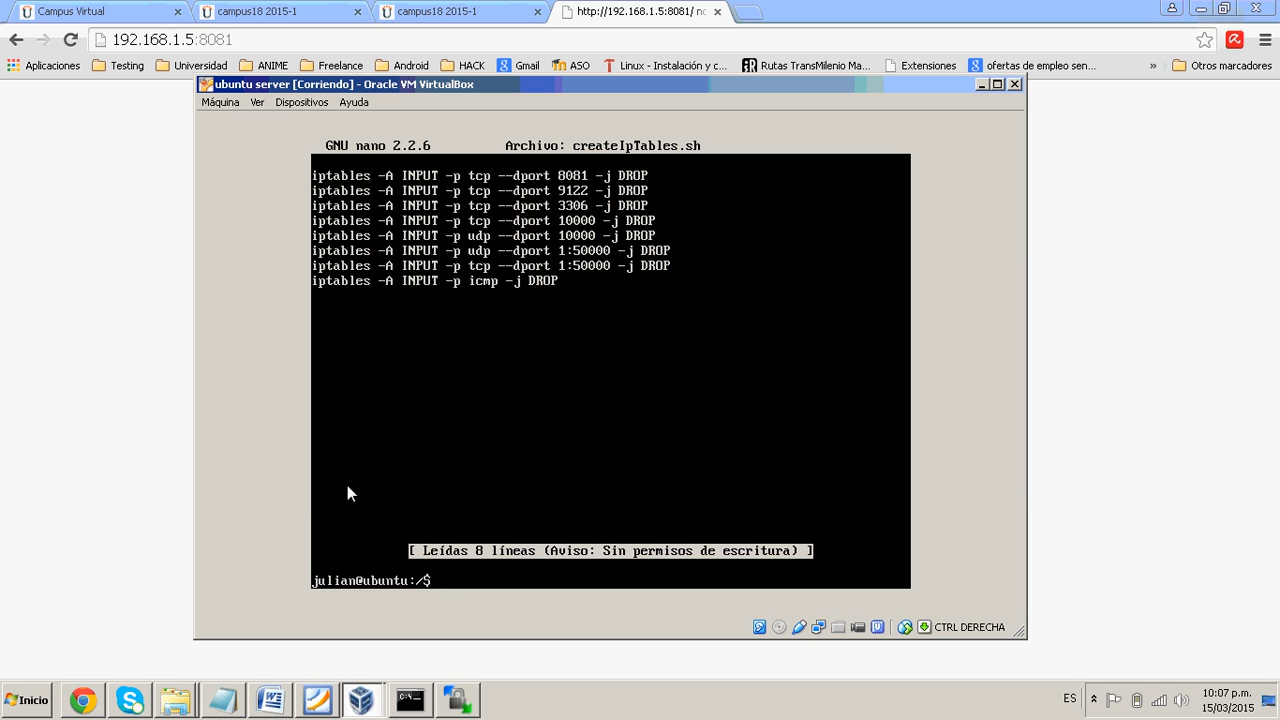 Campus Virtual
campus18 2015-1
campus18 2015-1
http://192.168.1.5:8081/ no
192.168.1.5:8081
Aplicaciones Testing Universidad ANIME Freelance Android HACK Gmail ASO Linux - Instalación y c... Rutas TransMilenio Ma... Extensiones ofertas de empleo sen... » Otros marcadores
ubuntu server [Corriendo] - Oracle VM VirtualBox
Máquina Ver Dispositivos Ayuda
GNU nano 2.2.6 Archivo: createIpTables.sh
iptables -A INPUT -p tcp --dport 8081 -j DROP
iptables -A INPUT -p tcp --dport 9122 -j DROP
iptables -A INPUT -p tcp --dport 3306 -j DROP
iptables -A INPUT -p tcp --dport 10000 -j DROP
iptables -A INPUT -p udp --dport 10000 -j DROP
iptables -A INPUT -p udp --dport 1:50000 -j DROP
iptables -A INPUT -p tcp --dport 1:50000 -j DROP
iptables -A INPUT -p icmp -j DROP
[ Leídas 8 líneas (Aviso: Sin permisos de escritura) ]
julian@ubuntu:/$
CTRL DERECHA
Inicio
ES
10:07 p.m.
15/03/2015